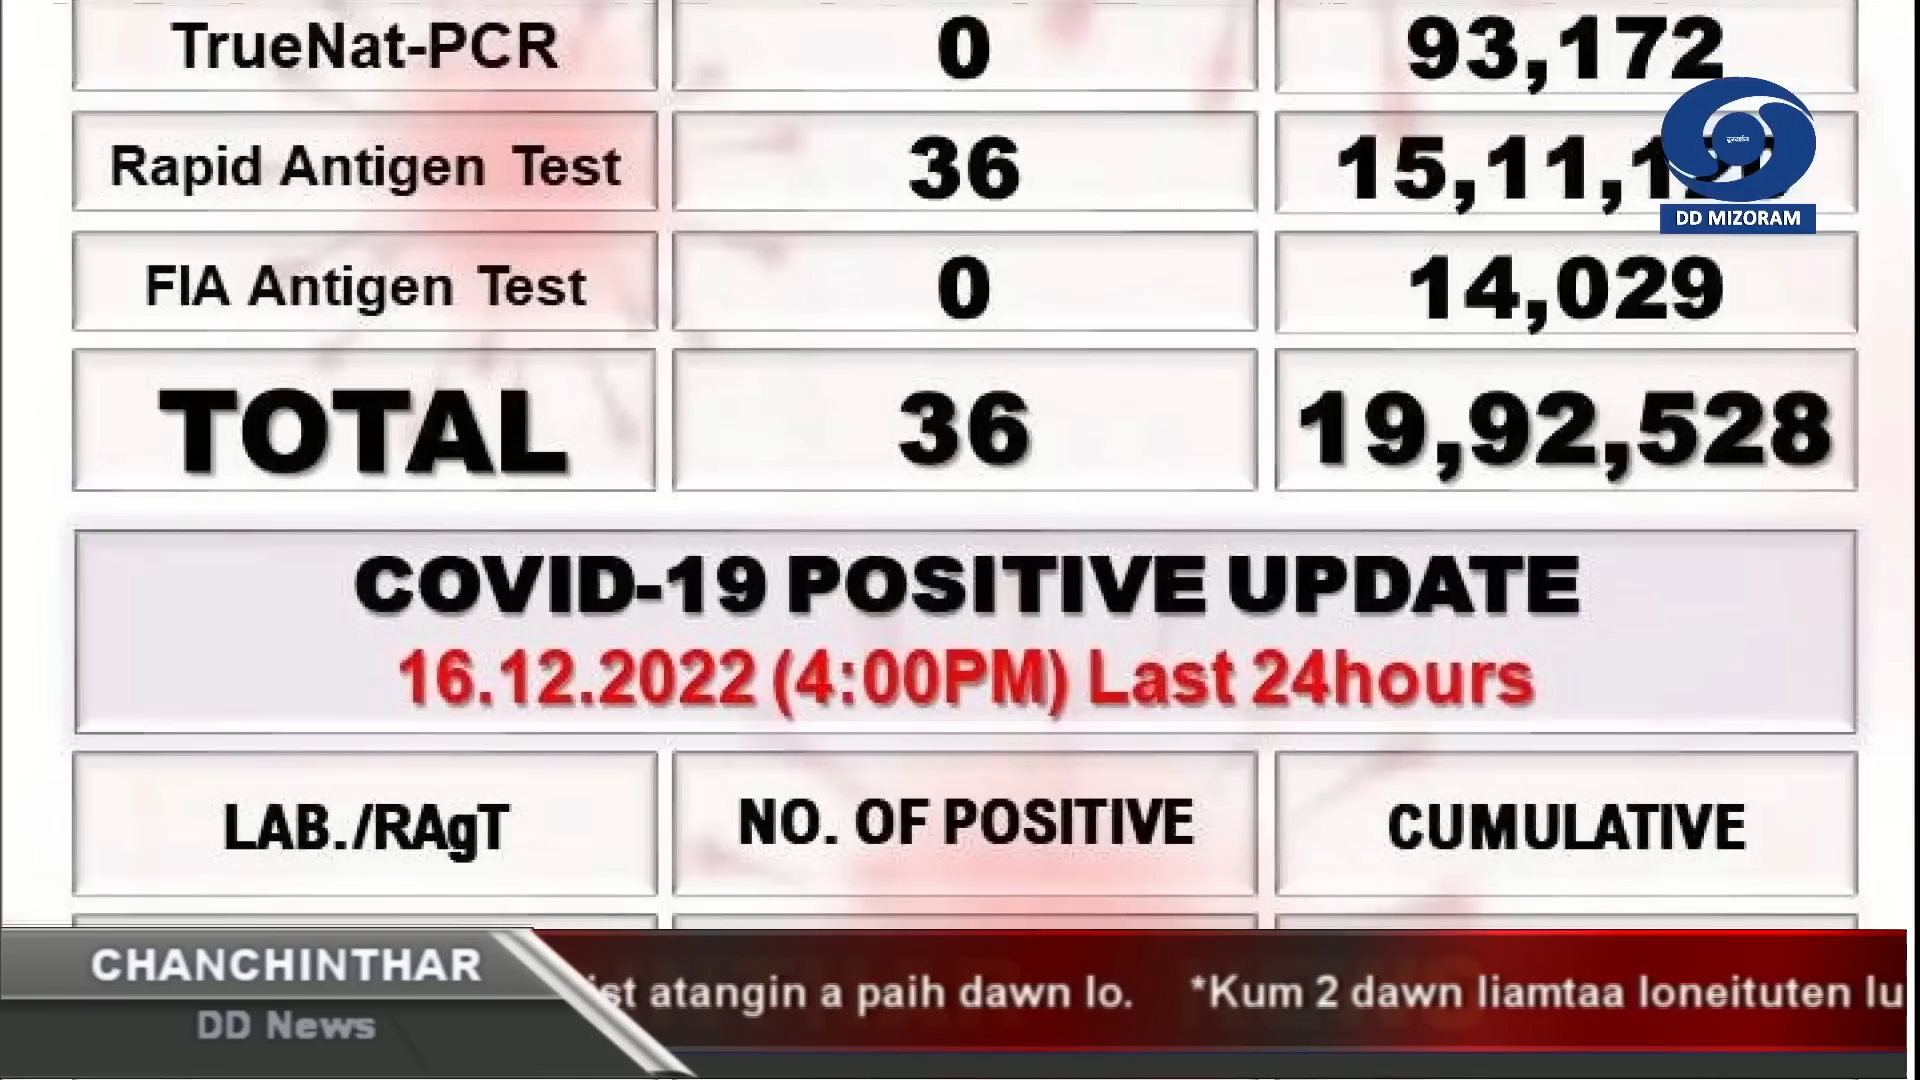 TrueNat-PCR 0 93,172
Rapid Antigen Test 36
FIA Antigen Test 0 14,029
TOTAL 36 19,92,528
DD MIZORAM
COVID-19 POSITIVE UPDATE
16.12.2022 (4:00PM) Last 24hours
LAB./RAgT NO. OF POSITIVE CUMULATIVE
CHANCHINTHAR
DD News
atangin a paih dawn lo. *Kum 2 dawn liamtaa loneituten